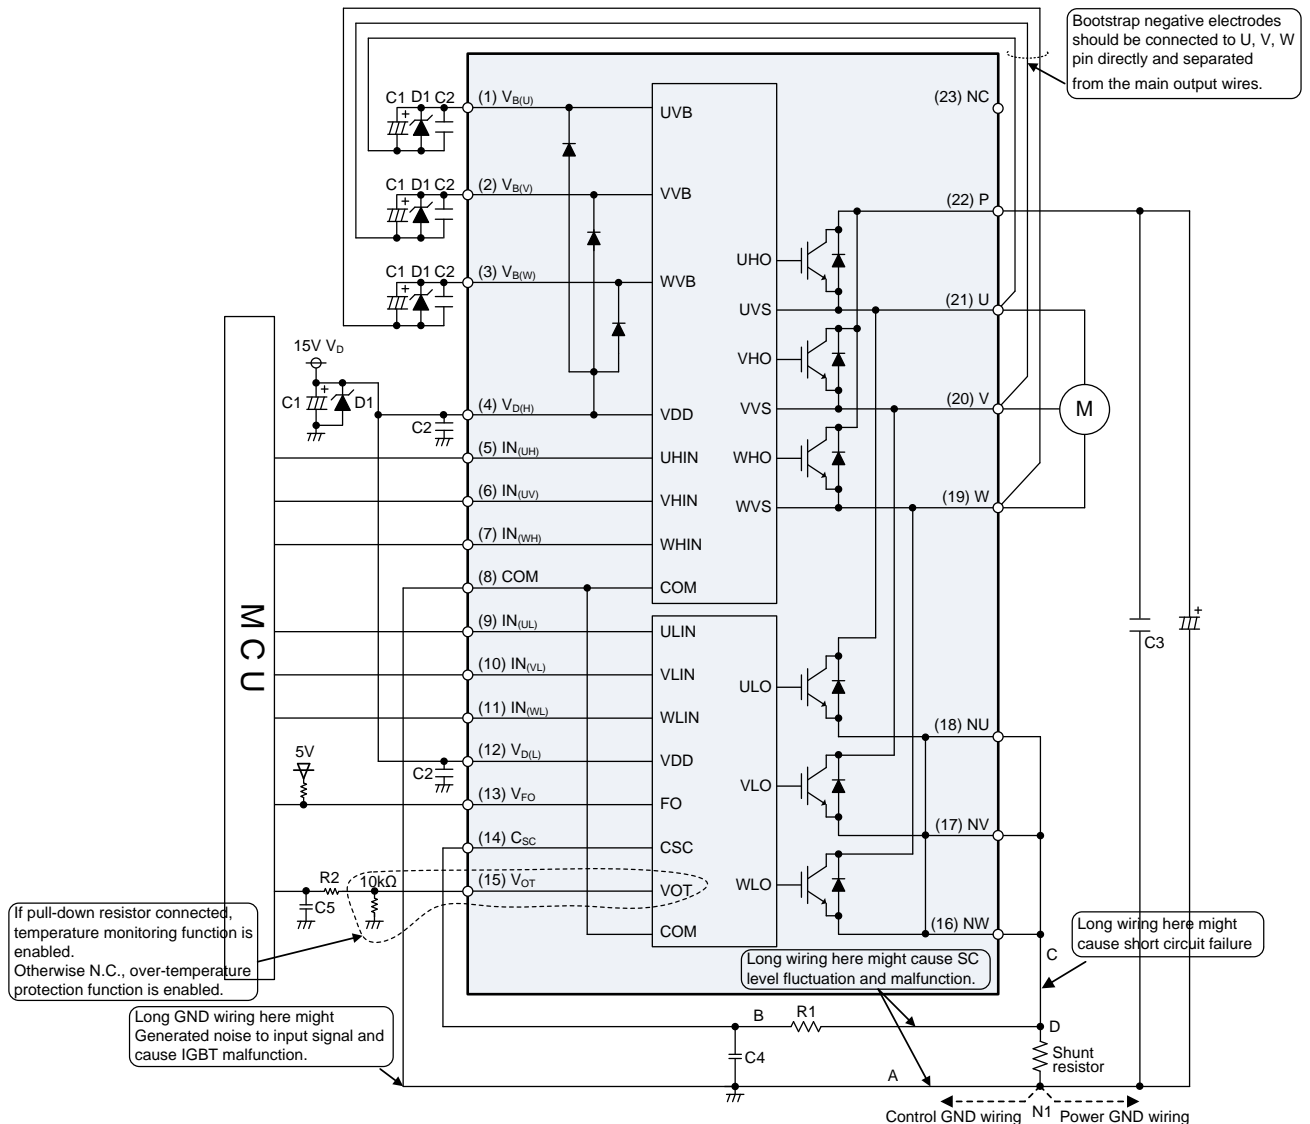 Bootstrap negative electrodes
should be connected to U, V, W
pin directly and separated
from the main output wires.
C1 D1 C2
+
(1) VB(U)
UVB
(23) NC
C1 D1 C2
+
(2) VB(V)
VVB
(22) P
C1 D1 C2
+
(3) VB(W)
WVB
UHO
(21) U
UVS
15V VD
VHO
C1
+
D1
C2
(4) VD(H)
VDD
VVS
(20) V
M
(5) IN(UH)
UHIN
WHO
(6) IN(UV)
VHIN
WVS
(19) W
(7) IN(WH)
WHIN
(8) COM
COM
MCU
(9) IN(UL)
ULIN
+
C3
(10) IN(VL)
VLIN
ULO
(11) IN(WL)
WLIN
(18) NU
5V
C2
(12) VD(L)
VDD
VLO
(13) VFO
FO
(17) NV
(14) CSC
CSC
R2
10kΩ
(15) VOT
VOT
WLO
C5
COM
(16) NW
If pull-down resistor connected,
temperature monitoring function is
enabled.
Otherwise N.C., over-temperature
protection function is enabled.
Long wiring here might cause SC
level fluctuation and malfunction.
C
Long wiring here might
cause short circuit failure
Long GND wiring here might
Generated noise to input signal and
cause IGBT malfunction.
B
R1
D
C4
Shunt
resistor
A
Control GND wiring
N1
Power GND wiring